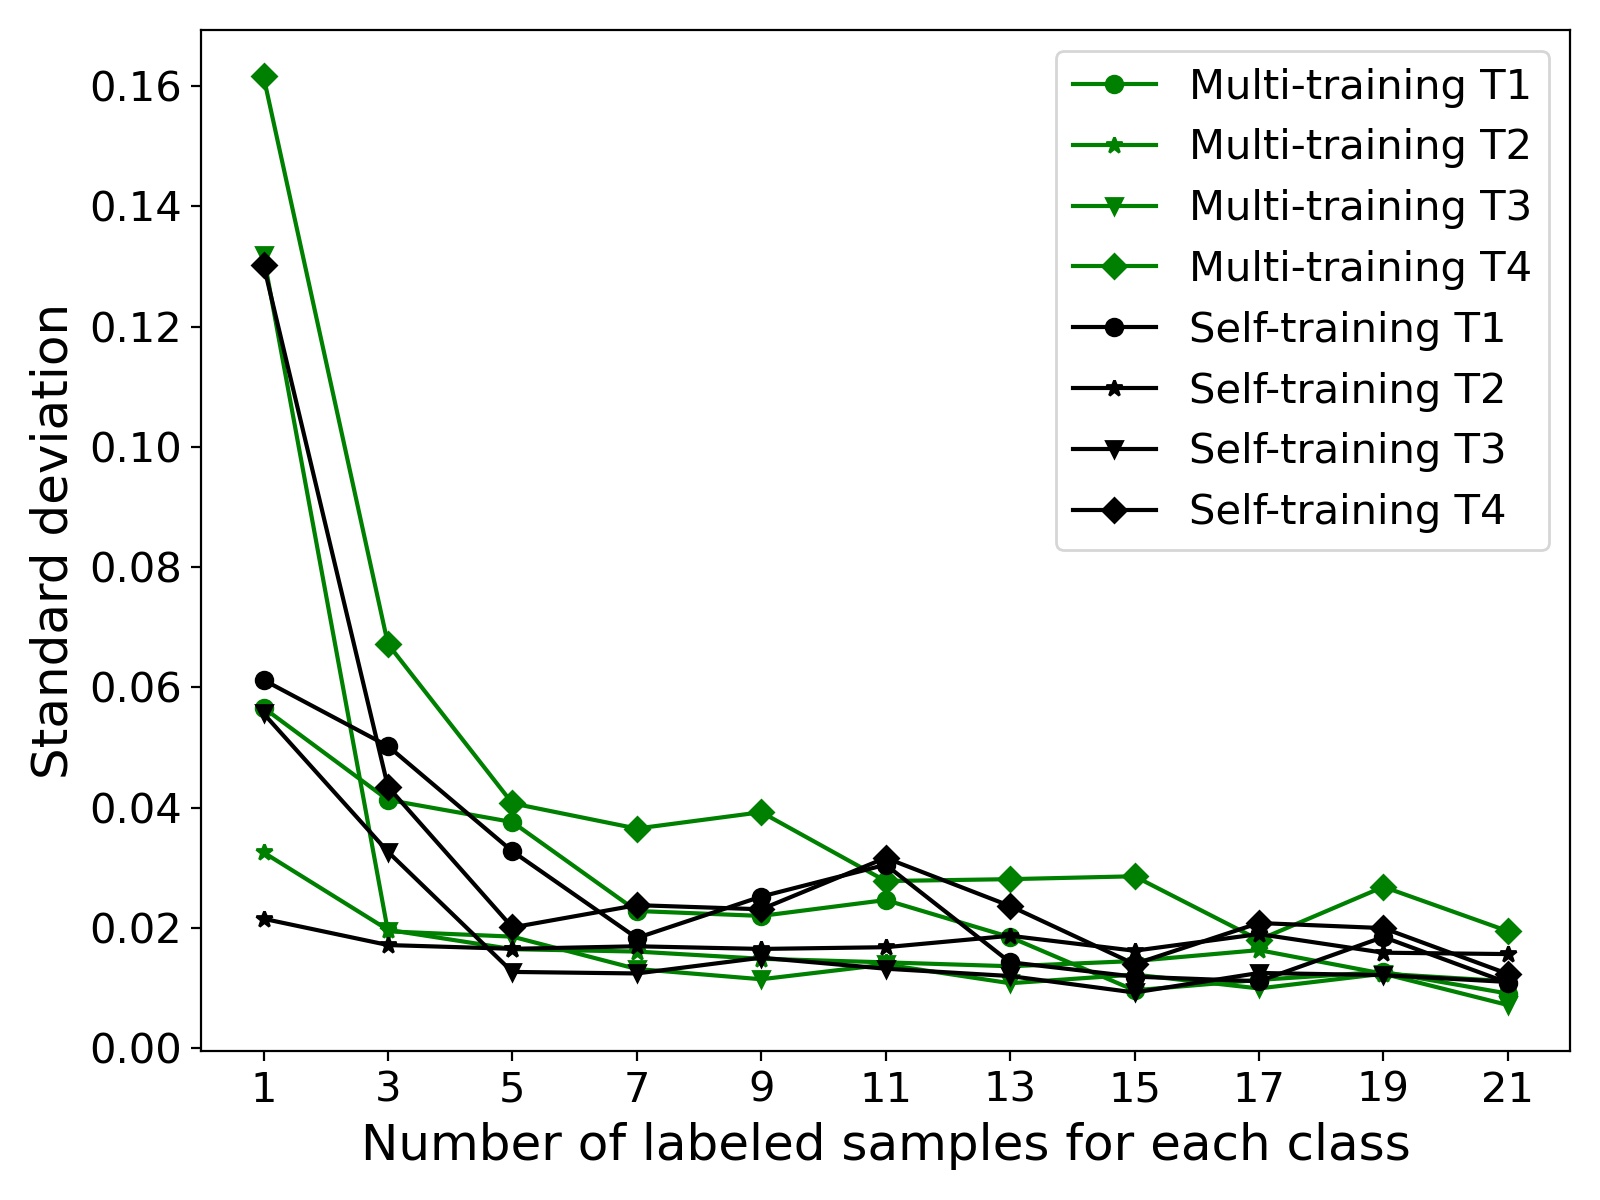 0.16
0.14
0.12
0.10
0.08
0.06
0.04
0.02
0.00
Standard deviation
Multi-training T1
Multi-training T2
Multi-training T3
Multi-training T4
Self-training T1
Self-training T2
Self-training T3
Self-training T4
1 3 5 7 9 11 13 15 17 19 21
Number of labeled samples for each class